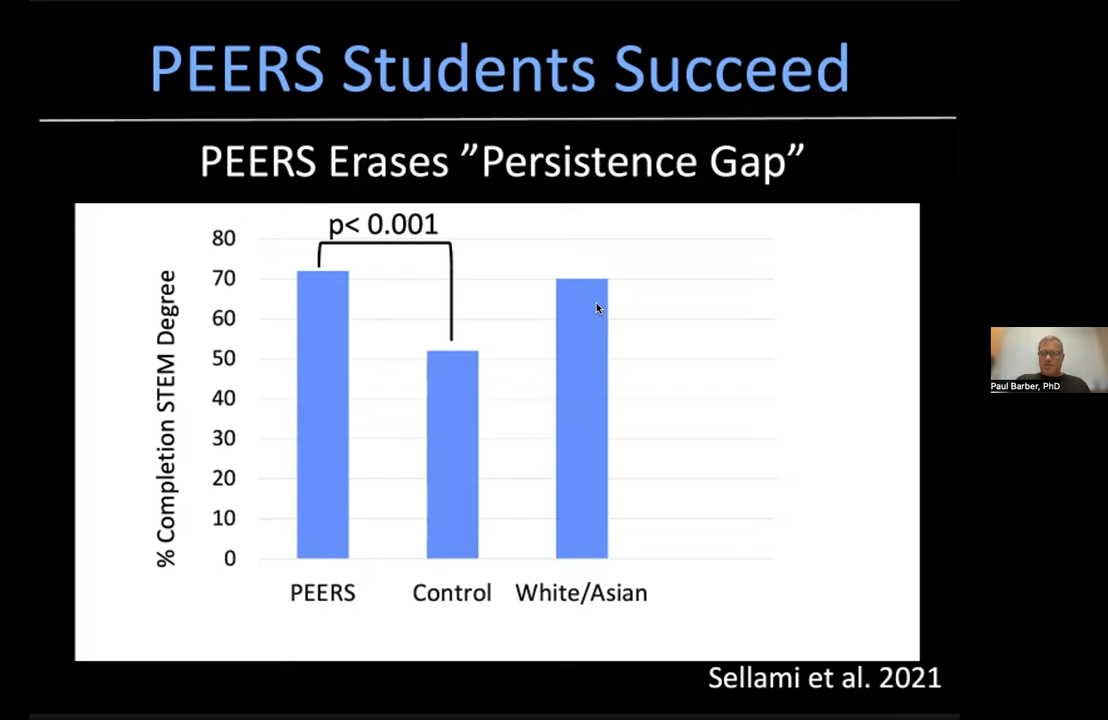 PEERS Students Succeed
PEERS Erases ”Persistence Gap”
p< 0.001
% Completion STEM Degree
80
70
60
50
40
30
20
10
0
PEERS Control White/Asian
Sellami et al. 2021
Paul Barber, PhD